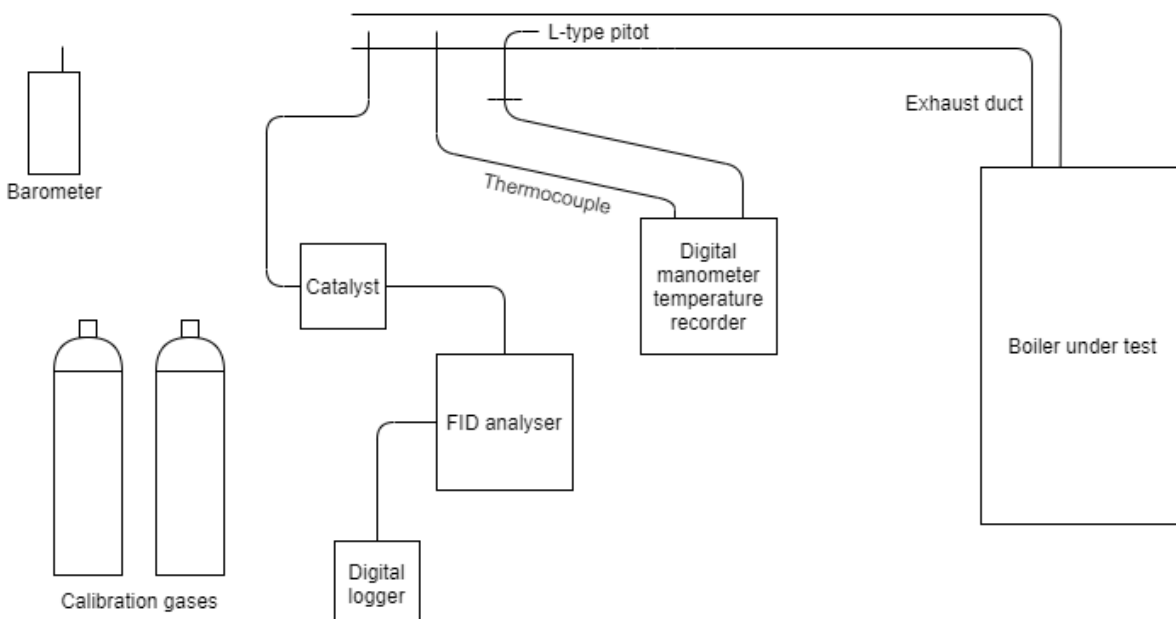 L-type pitot
Exhaust duct
Barometer
Thermocouple
Digital
manometer
temperature
recorder
Catalyst
Boiler under test
FID analyser
Digital
logger
Calibration gases